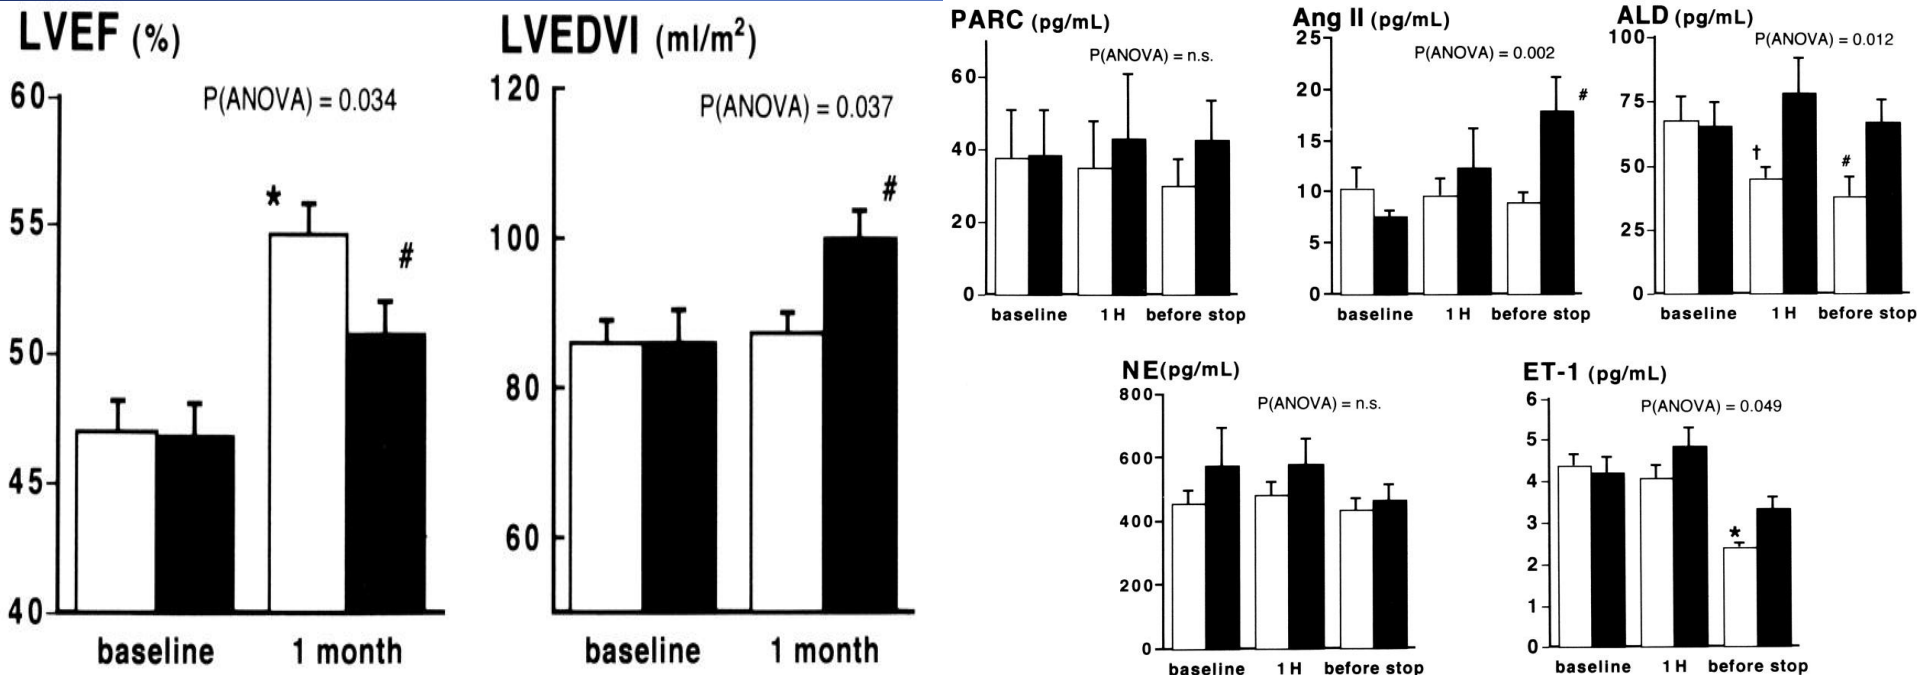 LVEF (%)
P(ANOVA) = 0.034
60
55
50
45
40
*
#
baseline 1 month
LVEDVI (ml/m²)
P(ANOVA) = 0.037
120
100
80
60
#
baseline 1 month
PARC (pg/mL)
P(ANOVA) = n.s.
60
40
20
0
baseline 1 H before stop
Ang II (pg/mL)
25
P(ANOVA) = 0.002
20
#
15
10
5
0
baseline 1 H before stop
ALD (pg/mL)
100
P(ANOVA) = 0.012
75
†
#
50
25
0
baseline 1 H before stop
NE(pg/mL)
800
P(ANOVA) = n.s.
600
400
200
0
baseline 1 H before stop
ET-1 (pg/mL)
6
P(ANOVA) = 0.049
5
4
3
*
2
1
0
baseline 1 H before stop